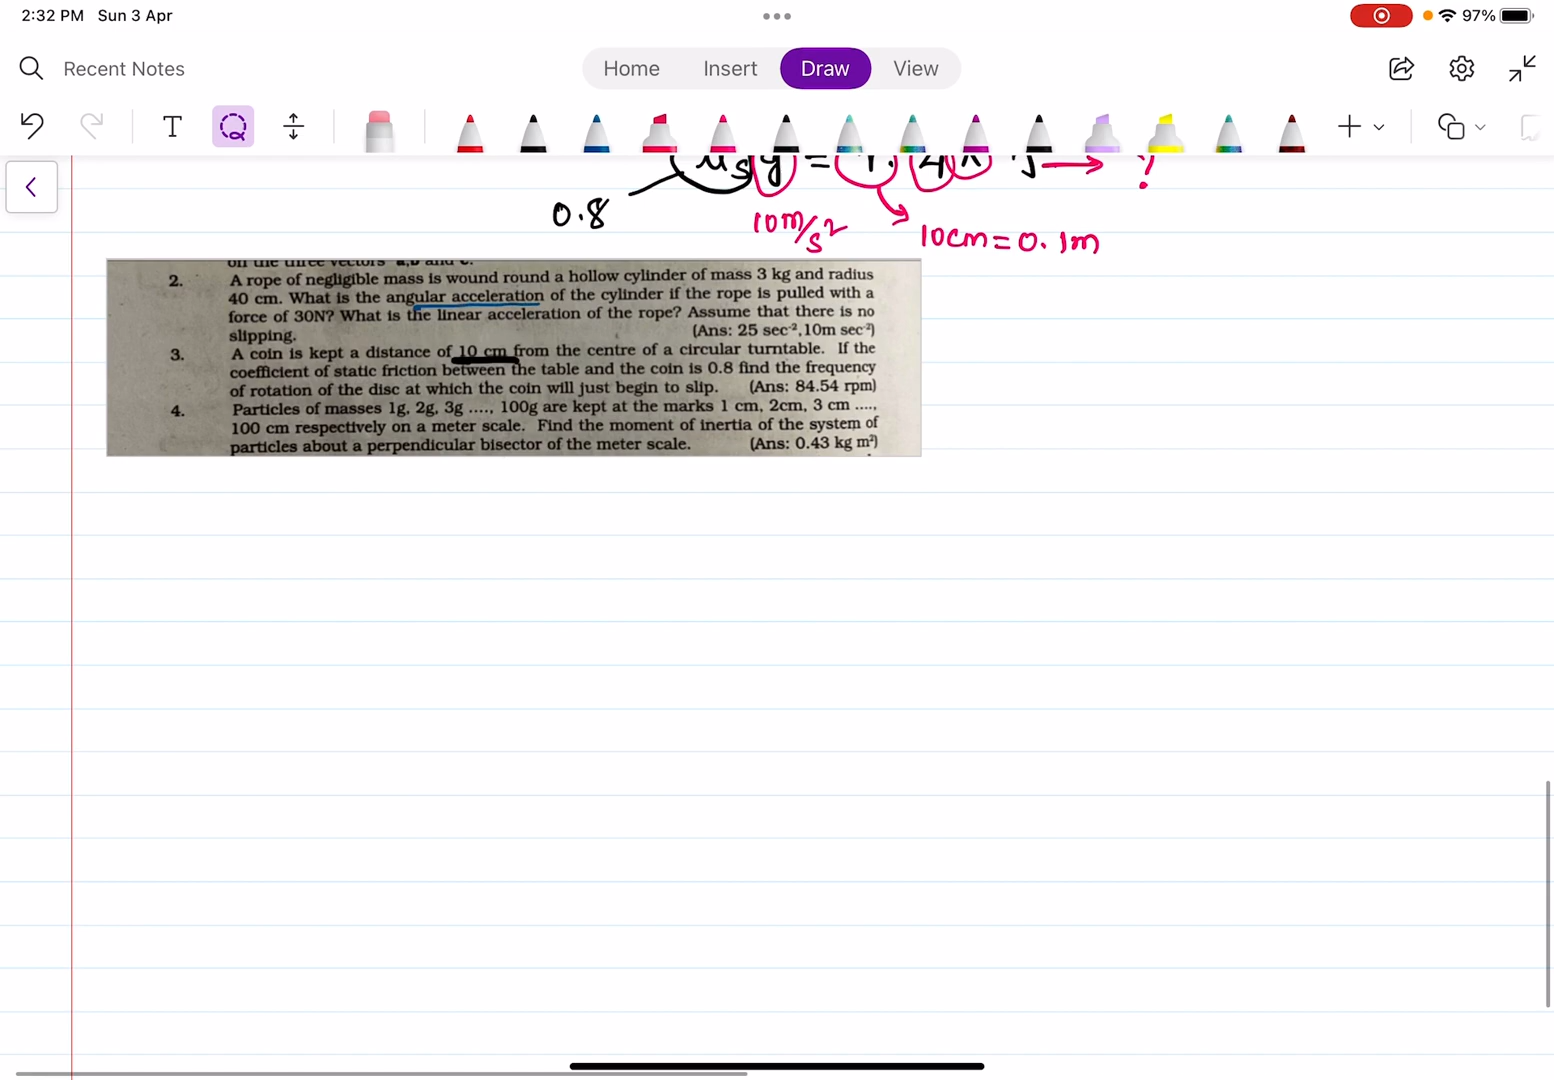 2:32 PM Sun 3 Apr
97%
Recent Notes
Home Insert Draw View
T
0.8
10m/s²
10cm = 0.1m
on the three vectors a,b and c.
2. A rope of negligible mass is wound round a hollow cylinder of mass 3 kg and radius
40 cm. What is the angular acceleration of the cylinder if the rope is pulled with a
force of 30N? What is the linear acceleration of the rope? Assume that there is no
slipping. (Ans: 25 sec⁻²,10m sec⁻²)
3. A coin is kept a distance of 10 cm from the centre of a circular turntable. If the
coefficient of static friction between the table and the coin is 0.8 find the frequency
of rotation of the disc at which the coin will just begin to slip. (Ans: 84.54 rpm)
4. Particles of masses 1g, 2g, 3g ...., 100g are kept at the marks 1 cm, 2cm, 3 cm ....,
100 cm respectively on a meter scale. Find the moment of inertia of the system of
particles about a perpendicular bisector of the meter scale. (Ans: 0.43 kg m²)